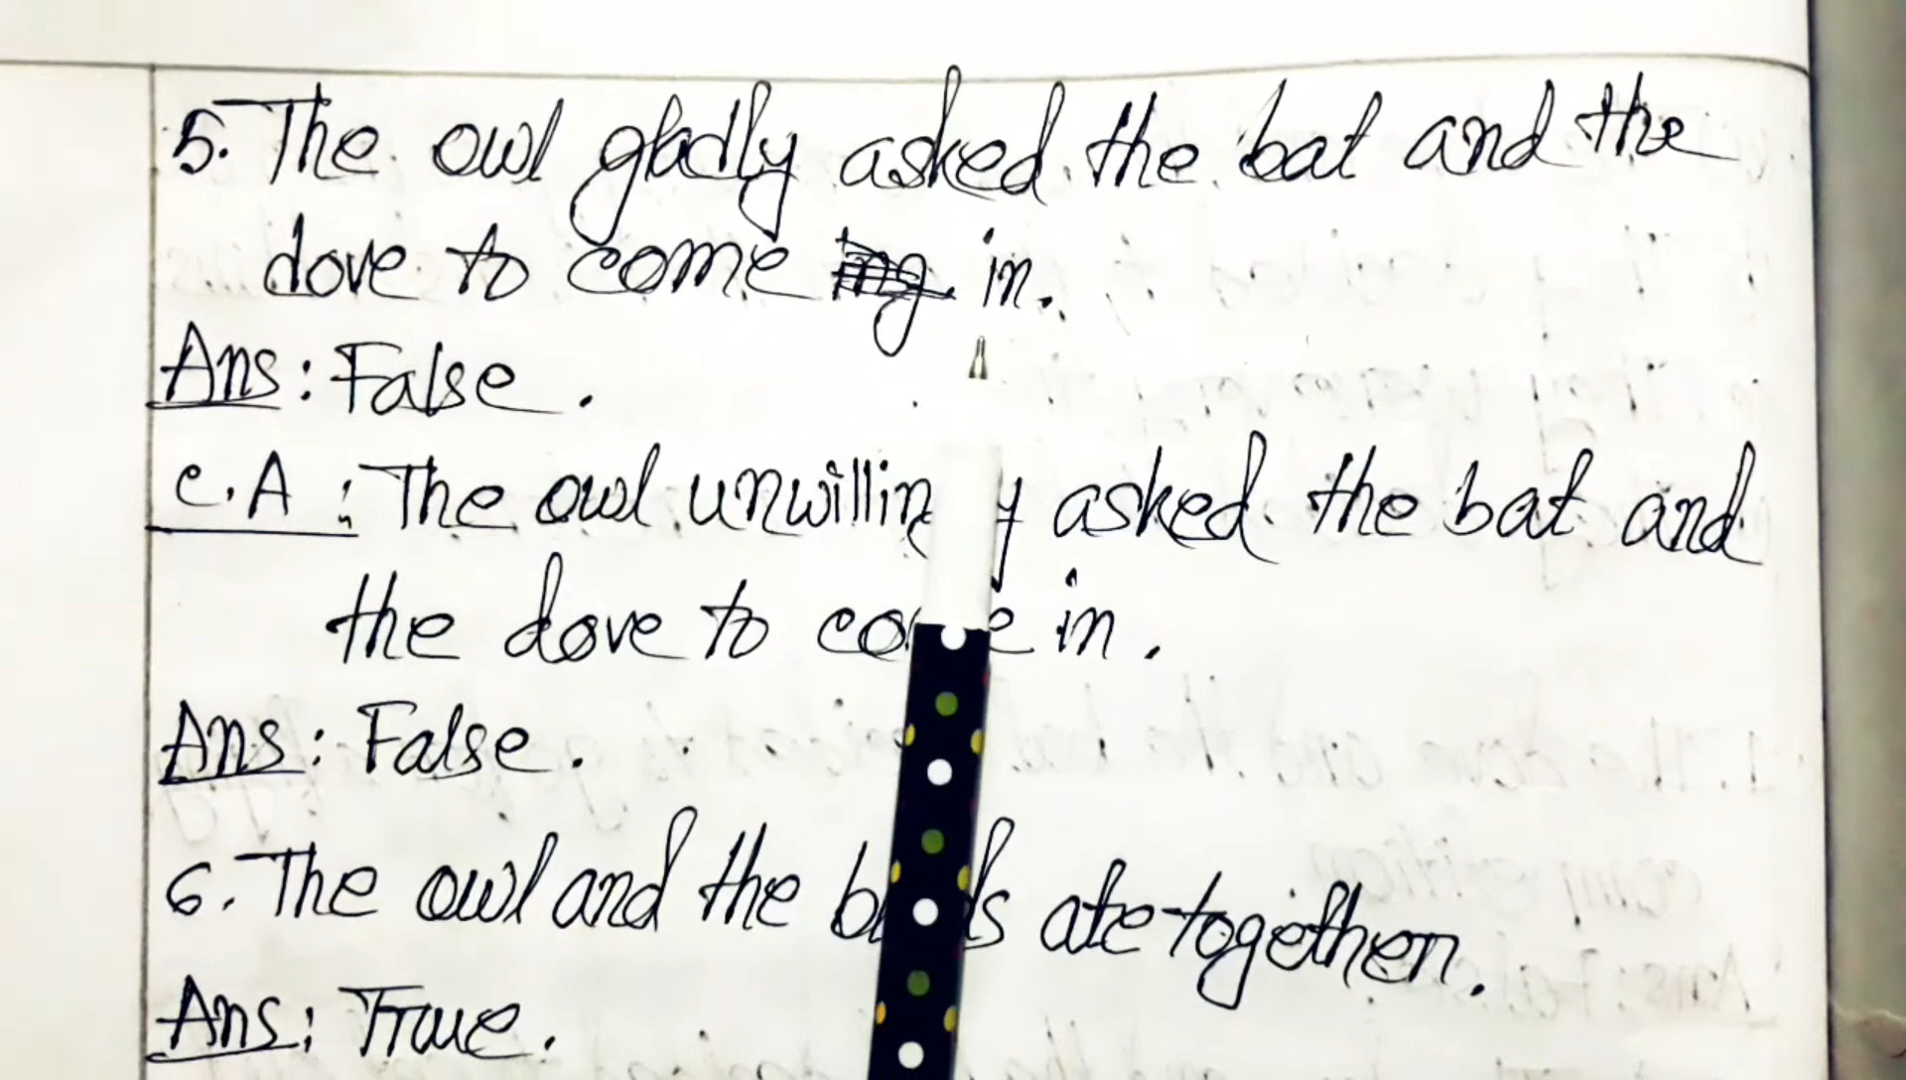 5. The owl gladly asked the bat and the
dove to come in.
Ans: False.
C.A: The owl asked the bat and
the dove to in.
Ans: False.
6. The owl and the ate together.
Ans: True.